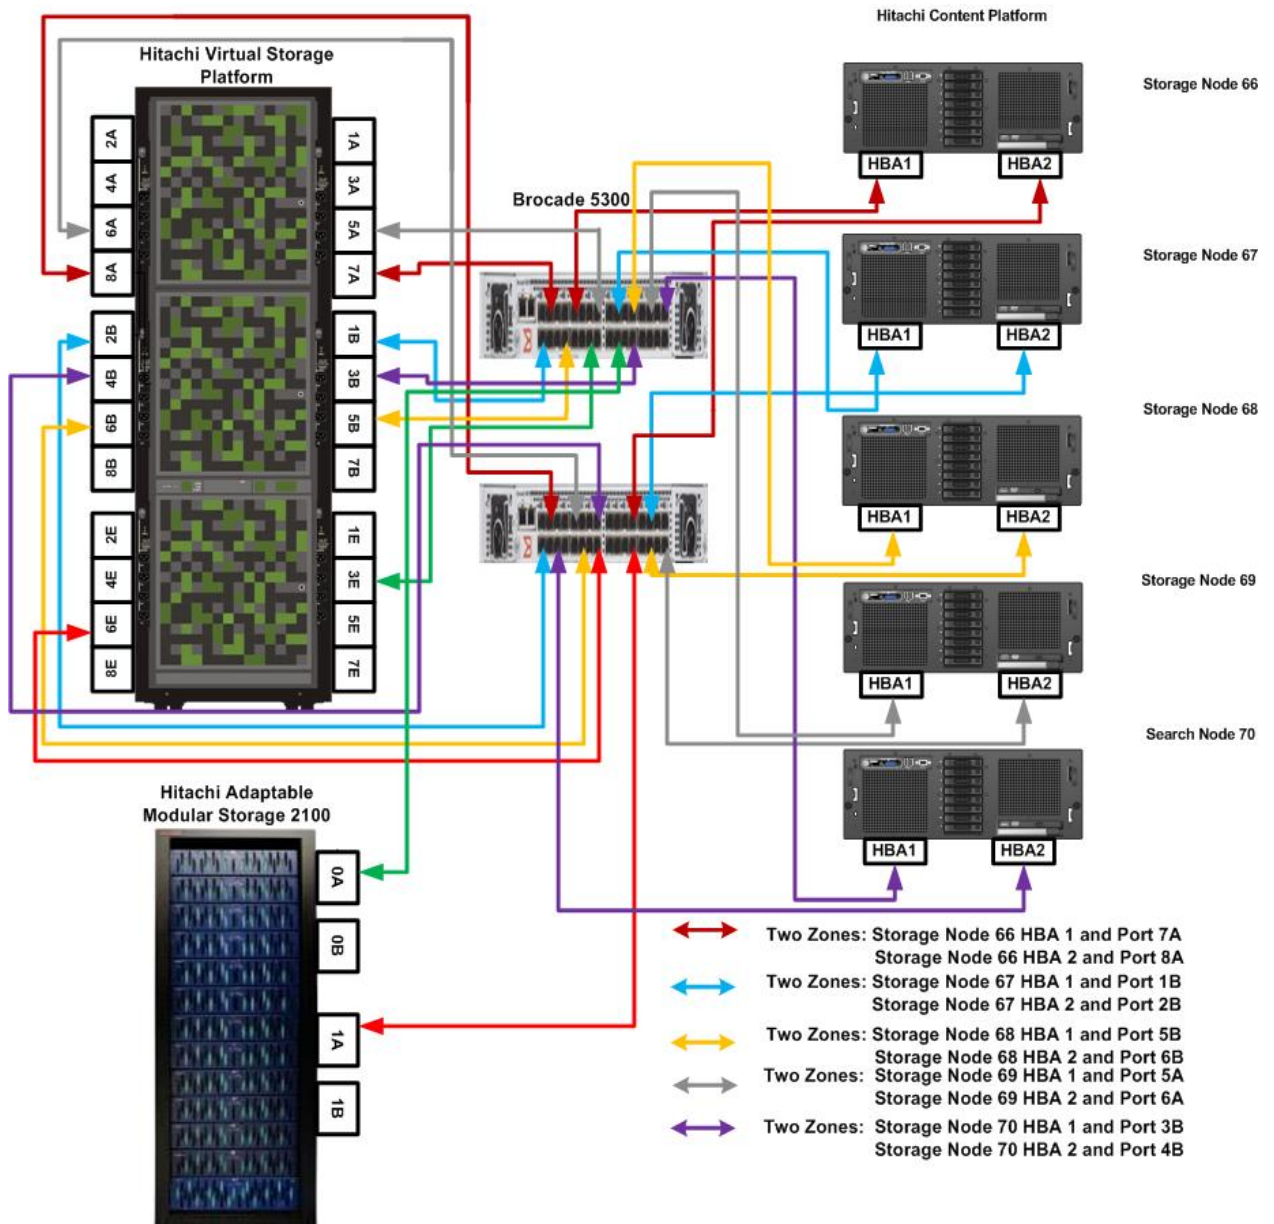 Hitachi Content Platform
Hitachi Virtual Storage
Platform
Storage Node 66
2A
4A
6A
8A
1A
3A
5A
7A
HBA1
HBA2
Brocade 5300
Storage Node 67
2B
4B
6B
8B
1B
3B
5B
7B
HBA1
HBA2
Storage Node 68
HBA1
HBA2
2E
4E
6E
8E
1E
3E
5E
7E
Storage Node 69
HBA1
HBA2
Search Node 70
HBA1
HBA2
Hitachi Adaptable
Modular Storage 2100
0A
0B
1A
1B
Two Zones: Storage Node 66 HBA 1 and Port 7A
Storage Node 66 HBA 2 and Port 8A
Two Zones: Storage Node 67 HBA 1 and Port 1B
Storage Node 67 HBA 2 and Port 2B
Two Zones: Storage Node 68 HBA 1 and Port 5B
Storage Node 68 HBA 2 and Port 6B
Two Zones: Storage Node 69 HBA 1 and Port 5A
Storage Node 69 HBA 2 and Port 6A
Two Zones: Storage Node 70 HBA 1 and Port 3B
Storage Node 70 HBA 2 and Port 4B